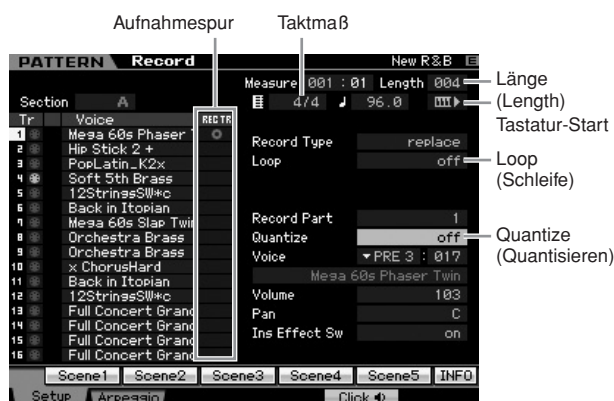 Aufnahmespur Taktmaß
PATTERN Record New R&B E
Measure 001 : 01 Length 004
Länge
(Length)
Section A 4/4 96.0
Tastatur-Start
Tr Voice REC TR
1 Mega 60s Phaser T
2 Hip Stick 2 +
3 PopLatin_K2x
4 Soft 5th Brass
5 12StringsSW*c
6 Back in Itopian
7 Mega 60s Slap Twin
8 Orchestra Brass
9 Orchestra Brass
10 x ChorusHard
11 Back in Itopian
12 12StringsSW*c
13 Full Concert Grand
14 Full Concert Grand
15 Full Concert Grand
16 Full Concert Grand
Record Type replace
Loop off
Loop
(Schleife)
Record Part 1
Quantize off
Quantize
(Quantisieren)
Voice PRE 3 : 017
Mega 60s Phaser Twin
Volume 103
Pan C
Ins Effect Sw on
Scene1 Scene2 Scene3 Scene4 Scene5 INFO
Setup Arpeggio Click